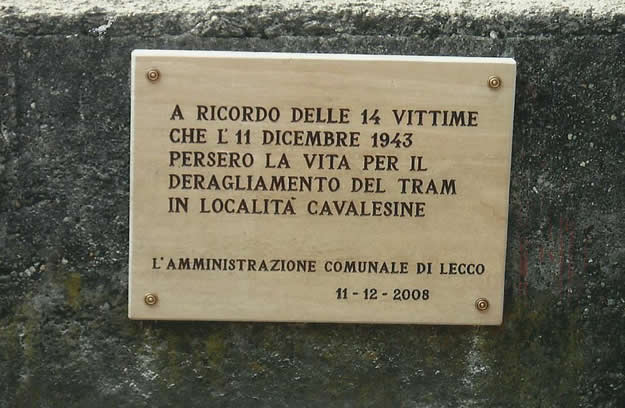 A RICORDO DELLE 14 VITTIME
CHE L' 11 DICEMBRE 1943
PERSERO LA VITA PER IL
DERAGLIAMENTO DEL TRAM
IN LOCALITA' CAVALESINE
L'AMMINISTRAZIONE COMUNALE DI LECCO
11 - 12 - 2008